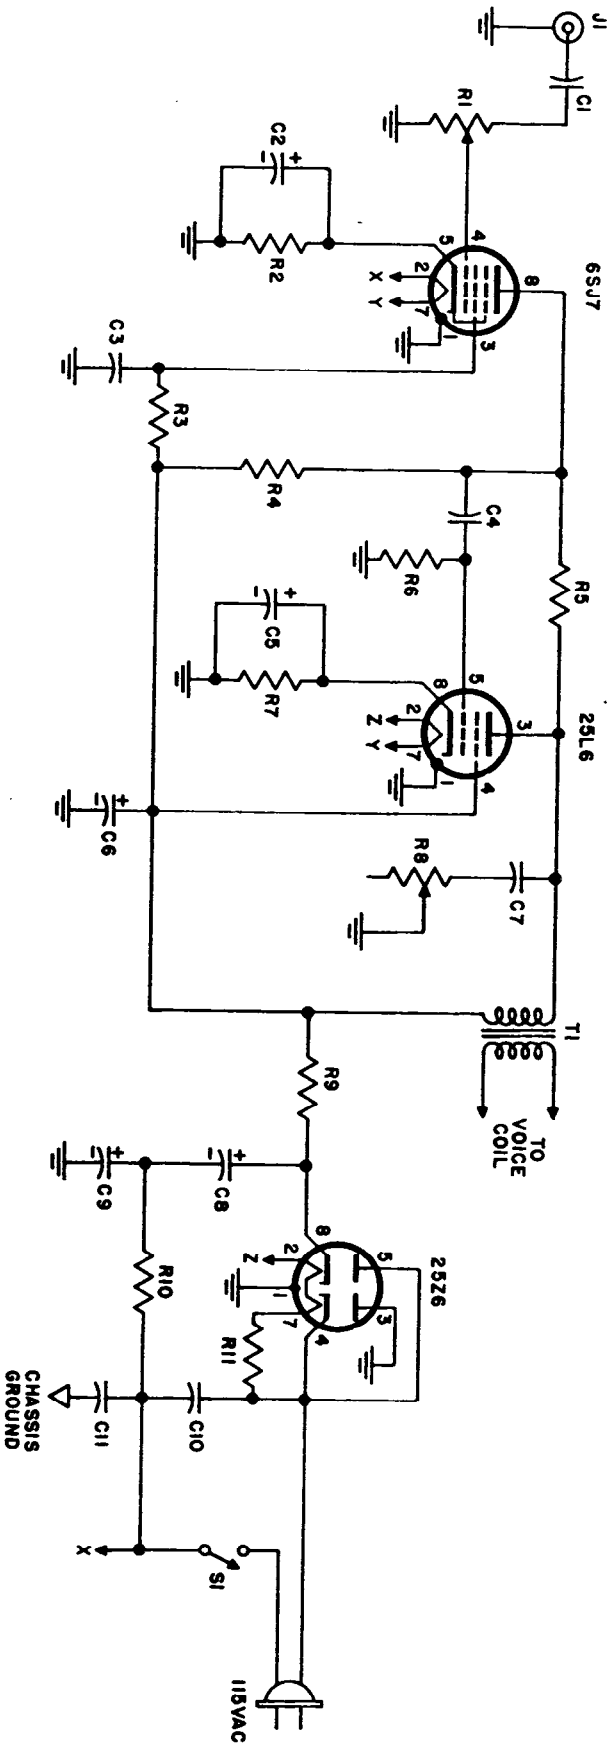 J1
C1
R1
6SJ7
8
4
5
2
7
1
3
X
Y
C2
+
–
R2
C3
R3
R4
R5
C4
R6
25L6
3
5
8
2
7
1
4
Z
Y
C5
+
–
R7
C6
+
–
C7
R8
T1
TO
VOICE
COIL
R9
C8
+
–
C9
+
–
25Z6
5
3
8
2
1
7
4
Z
R10
R11
C10
C11
CHASSIS
GROUND
X
S1
115VAC